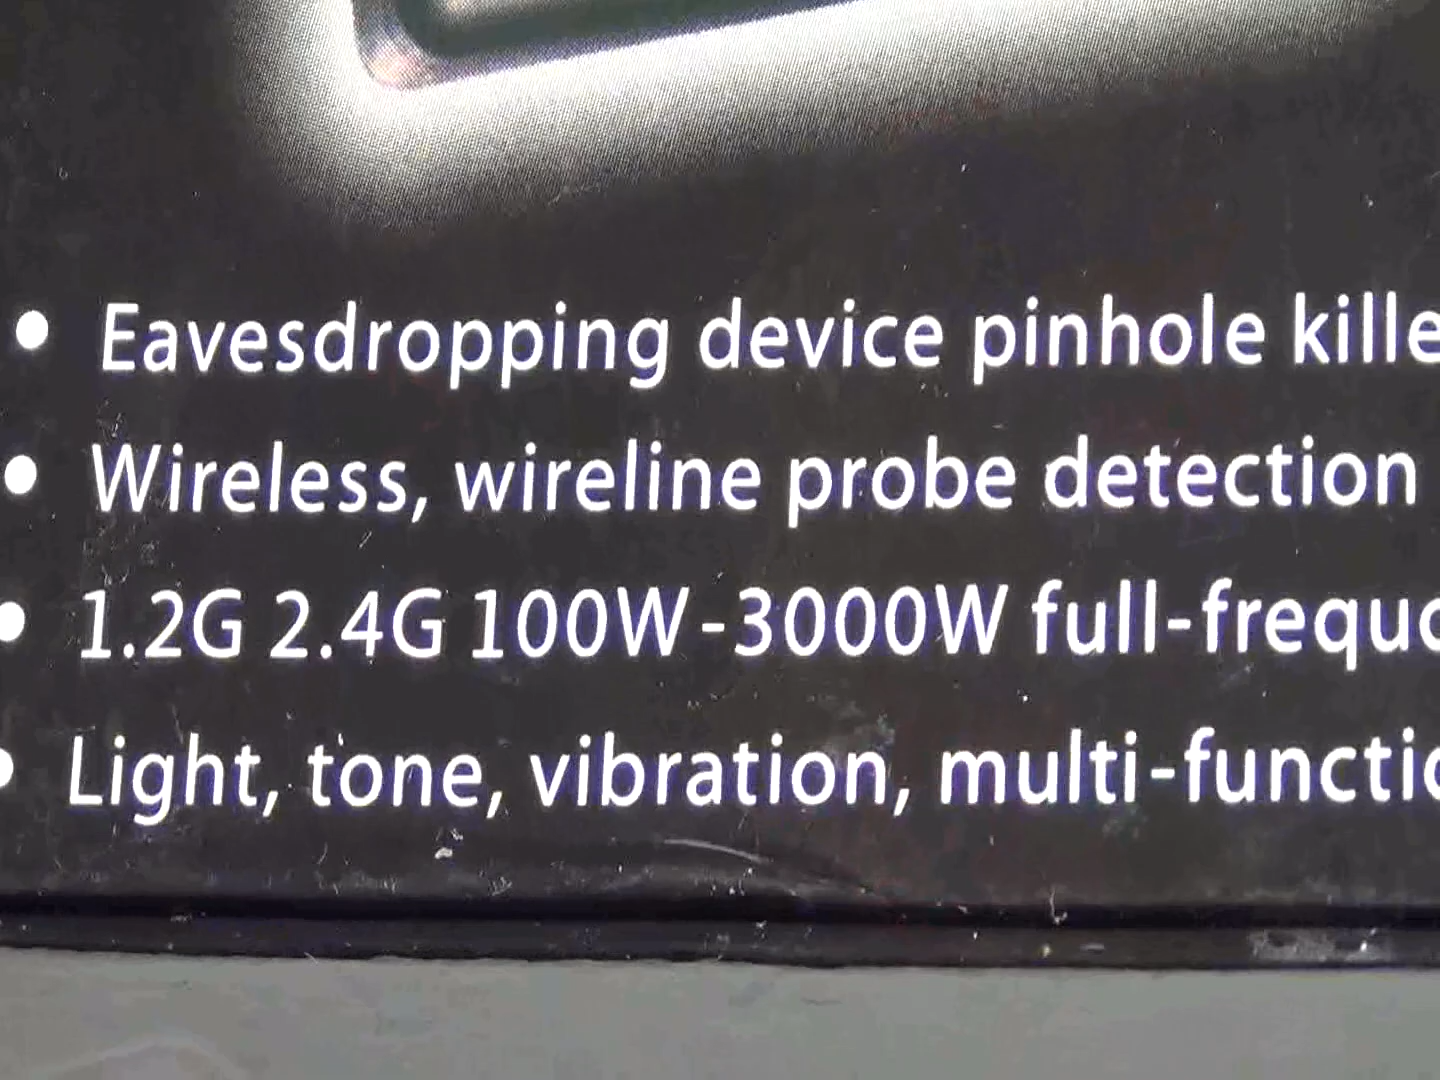 • Eavesdropping device pinhole kille
• Wireless, wireline probe detection
• 1.2G 2.4G 100W-3000W full-frequ
• Light, tone, vibration, multi-functi